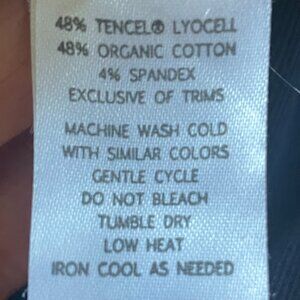 48% TENCEL® LYOCELL
48% ORGANIC COTTON
4% SPANDEX
EXCLUSIVE OF TRIMS
MACHINE WASH COLD
WITH SIMILAR COLORS
GENTLE CYCLE
DO NOT BLEACH
TUMBLE DRY
LOW HEAT
IRON COOL AS NEEDED